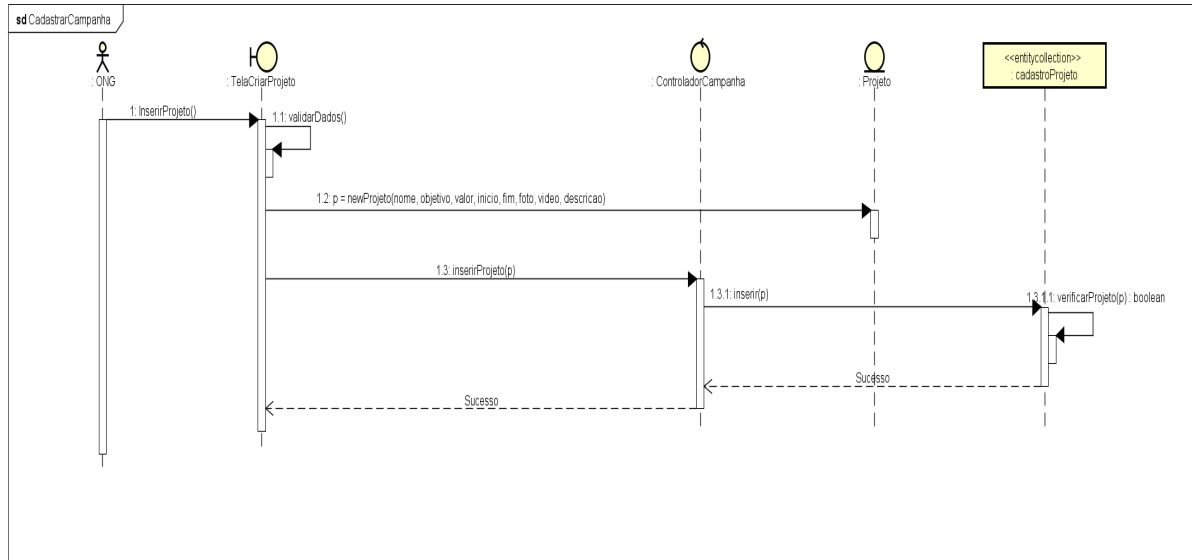 sd CadastrarCampanha
: ONG
: TelaCriarProjeto
: ControladorCampanha
: Projeto
<<entitycollection>>
: cadastroProjeto
1: InserirProjeto()
1.1: validarDados()
1.2: p = newProjeto(nome, objetivo, valor, inicio, fim, foto, video, descricao)
1.3: inserirProjeto(p)
1.3.1: inserir(p)
1.3.1.1: verificarProjeto(p) : boolean
Sucesso
Sucesso